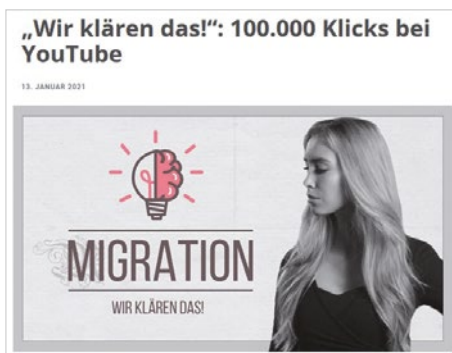 „Wir klären das!“: 100.000 Klicks bei
YouTube
13. JANUAR 2021
MIGRATION
WIR KLÄREN DAS!